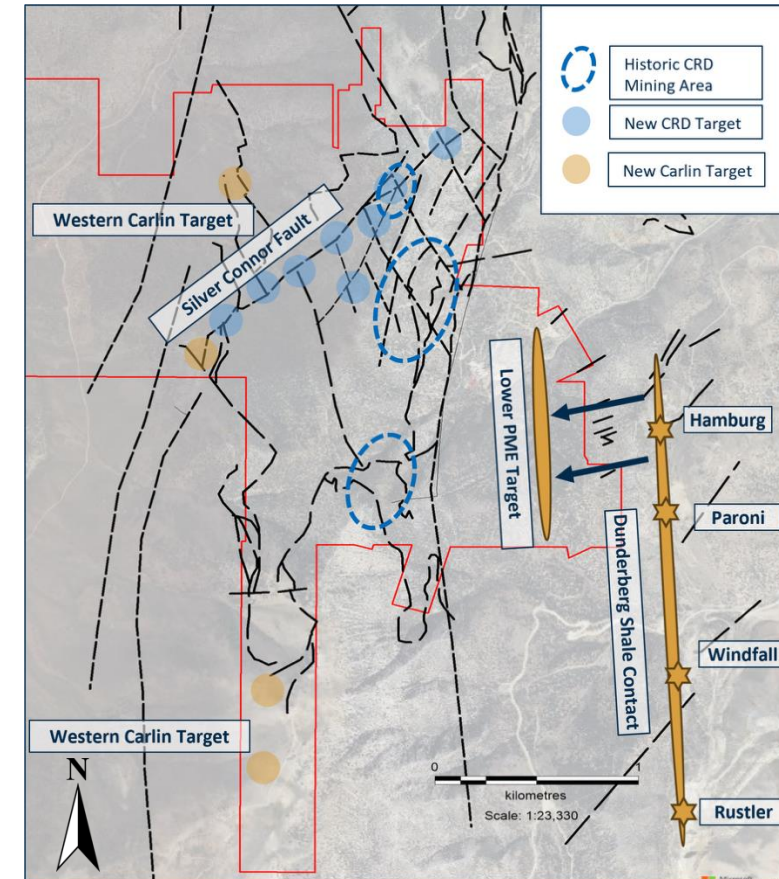 Historic CRD
Mining Area
New CRD Target
New Carlin Target
Western Carlin Target
Silver Connor Fault
Lower PME Target
Dunderberg Shale Contact
Hamburg
Paroni
Windfall
Rustler
Western Carlin Target
N
0 1
kilometres
Scale: 1:23,330
Microsoft